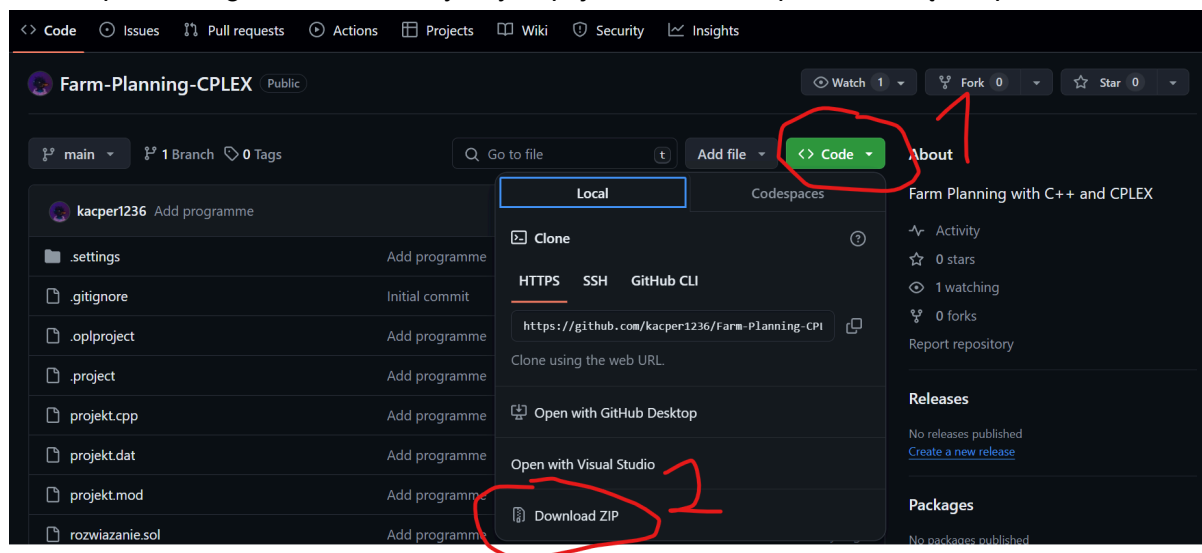 <> Code Issues Pull requests Actions Projects Wiki Security Insights
Farm-Planning-CPLEX Public
Watch 1 Fork 0 Star 0
main 1 Branch 0 Tags
Go to file t Add file <> Code
1
Local Codespaces
Clone
HTTPS SSH GitHub CLI
https://github.com/kacper1236/Farm-Planning-CPL
Clone using the web URL.
Open with GitHub Desktop
Open with Visual Studio
2
Download ZIP
kacper1236 Add programme
.settings Add programme
.gitignore Initial commit
.oplproject Add programme
.project Add programme
projekt.cpp Add programme
projekt.dat Add programme
projekt.mod Add programme
rozwiazanie.sol Add programme
About
Farm Planning with C++ and CPLEX
Activity
0 stars
1 watching
0 forks
Report repository
Releases
No releases published
Create a new release
Packages
No packages published